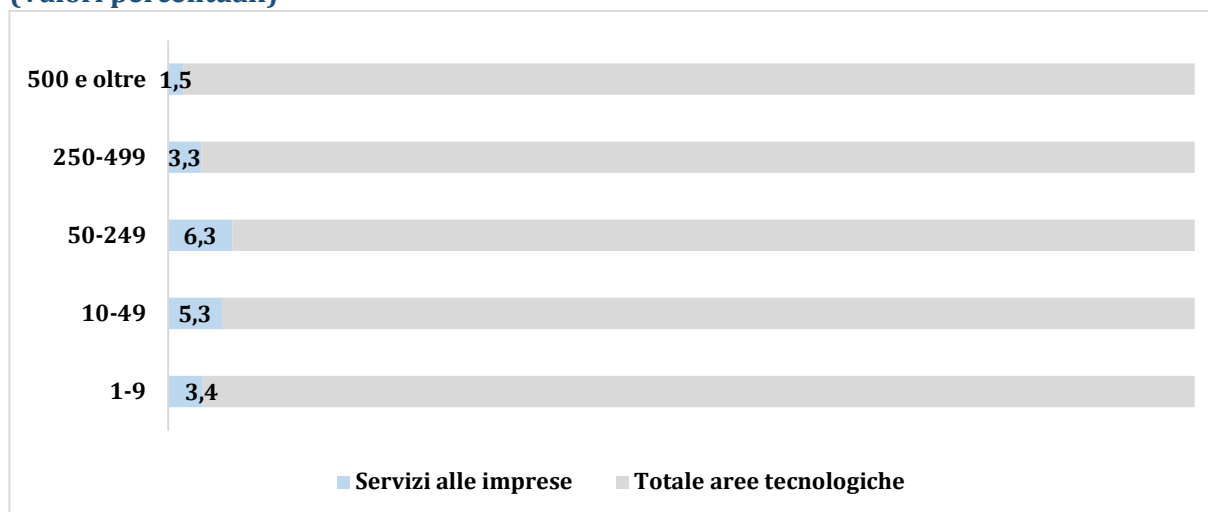 500 e oltre 1,5
250-499 3,3
50-249 6,3
10-49 5,3
1-9 3,4
Servizi alle imprese Totale aree tecnologiche